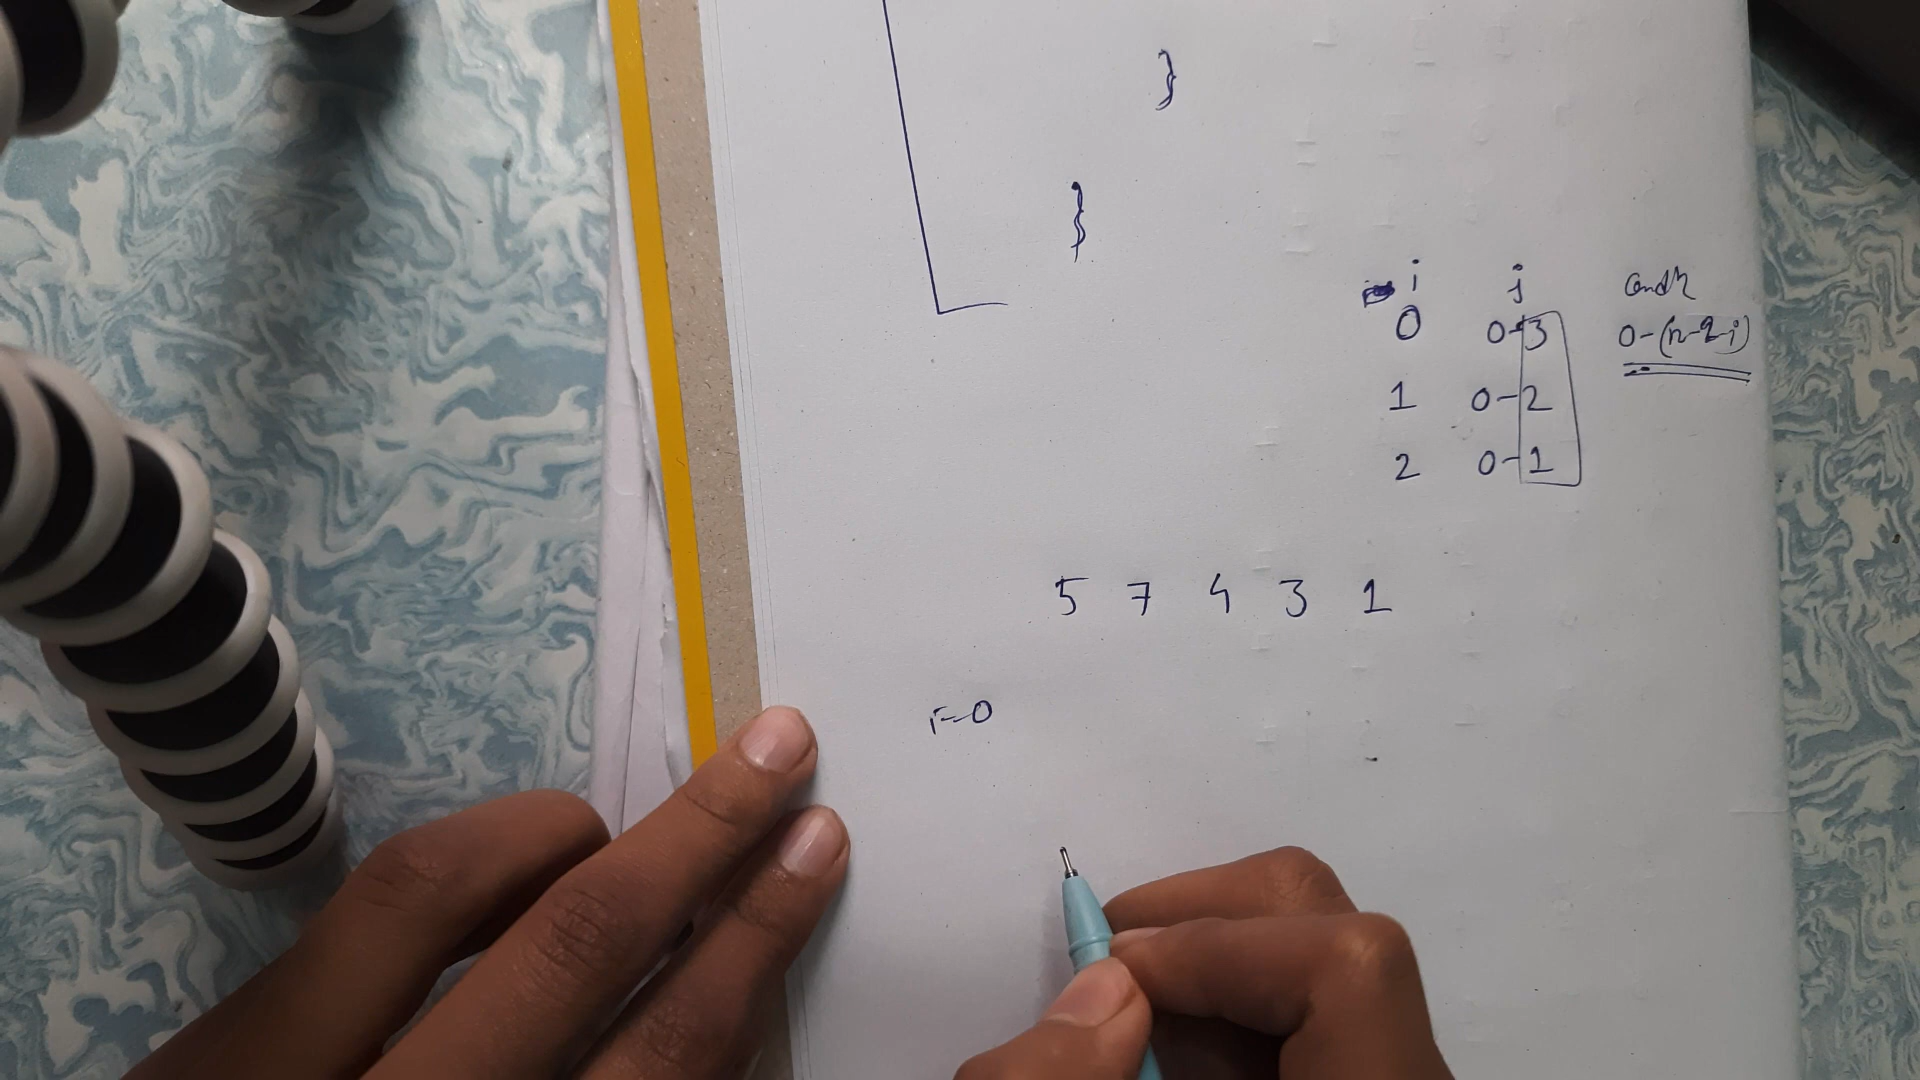 }
}
i j condn
0 0-3 0-(n-2-i)
1 0-2
2 0-1
5 7 4 3 1
i=0